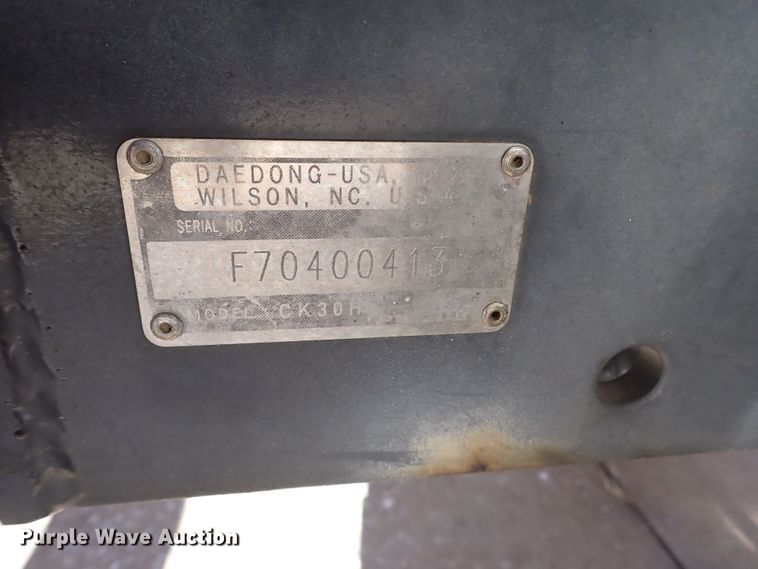 DAEDONG-USA,
WILSON, NC. U.S.A
SERIAL NO.:
F70400413
MODEL CK30H
Purple Wave Auction